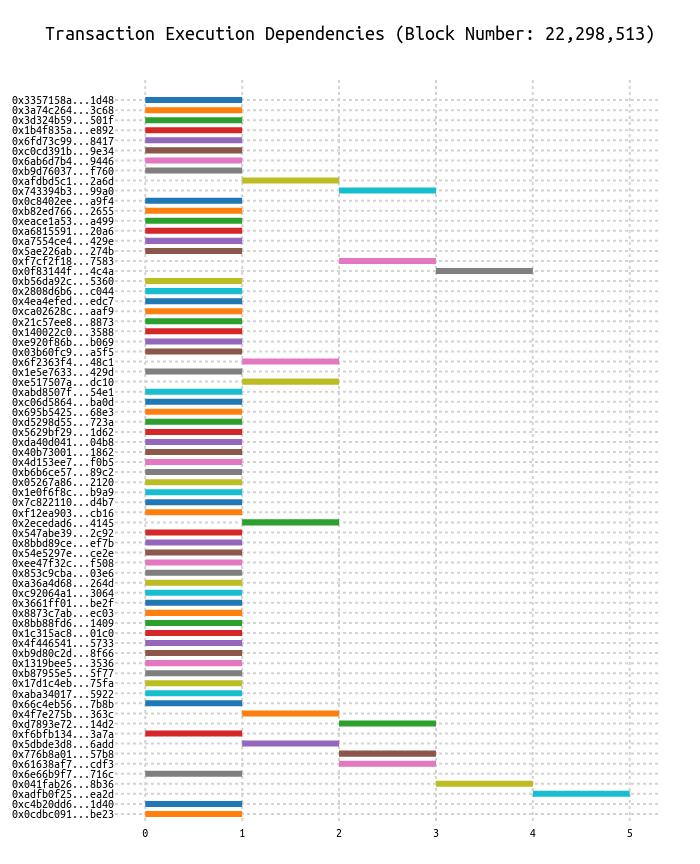 Transaction Execution Dependencies (Block Number: 22,298,513)
0x3357158a...1d48
0x3a74c264...3c68
0x3d324b59...501f
0x1b4f835a...e892
0x6fd73c99...8417
0xc0cd391b...9e34
0x6ab6d7b4...9446
0xb9d76037...f760
0xafdbd5c1...2a6d
0x743394b3...99a0
0x0c8402ee...a9f4
0xb82ed766...2655
0xeace1a53...a499
0xa6815591...20a6
0xa7554ce4...429e
0x5ae226ab...274b
0xf7cf2f18...7583
0x0f83144f...4c4a
0xb56da92c...5360
0x2808d6b6...c044
0x4ea4efed...edc7
0xca02628c...aaf9
0x21c57ee8...8873
0x140022c0...3588
0xe920f86b...b069
0x03b60fc9...a5f5
0x6f2363f4...48c1
0x1e5e7633...429d
0xe517507a...dc10
0xabd8507f...54e1
0xc06d5864...ba0d
0x695b5425...68e3
0xd5298d55...723a
0x5629bf29...1d62
0xda40d041...04b8
0x40b73001...1862
0x4d153ee7...f0b5
0xb6b6ce57...89c2
0x05267a86...2120
0x1e0f6f8c...b9a9
0x7c822110...d4b7
0xf12ea903...cb16
0x2ecedad6...4145
0x547abe39...2c92
0x8bbd89ce...ef7b
0x54e5297e...ce2e
0xee47f32c...f508
0x853c9cba...03e6
0xa36a4d68...264d
0xc92064a1...3064
0x3661ff01...be2f
0x8873c7ab...ec03
0x8bb88fd6...1409
0x1c315ac8...01c0
0x4f446541...5733
0xb9d80c2d...8f66
0x1319bee5...3536
0xb87955e5...5f77
0x17d1c4eb...75fa
0xaba34017...5922
0x66c4eb56...7b8b
0x4f7e275b...363c
0xd7893e72...14d2
0xf6bfb134...3a7a
0x5dbde3d8...6add
0x776b8a01...57b8
0x61638af7...cdf3
0x6e66b9f7...716c
0x041fab26...8b36
0xadfb0f25...ea2d
0xc4b20dd6...1d40
0x0cdbc091...be23
0 1 2 3 4 5